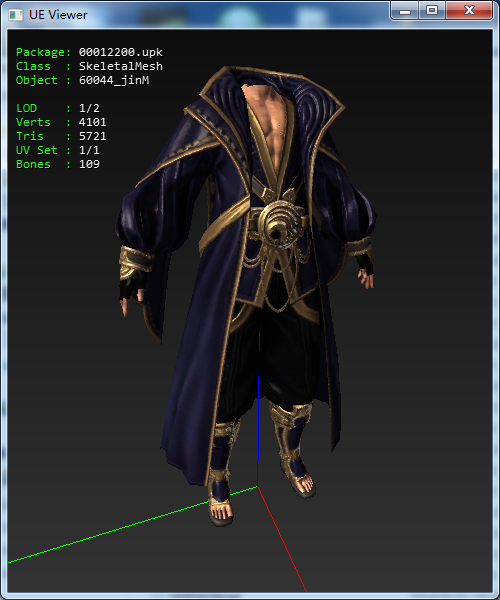 UE Viewer
Package: 00012200.upk
Class : SkeletalMesh
Object : 60044_jinM
LOD : 1/2
Verts : 4101
Tris : 5721
UV Set : 1/1
Bones : 109